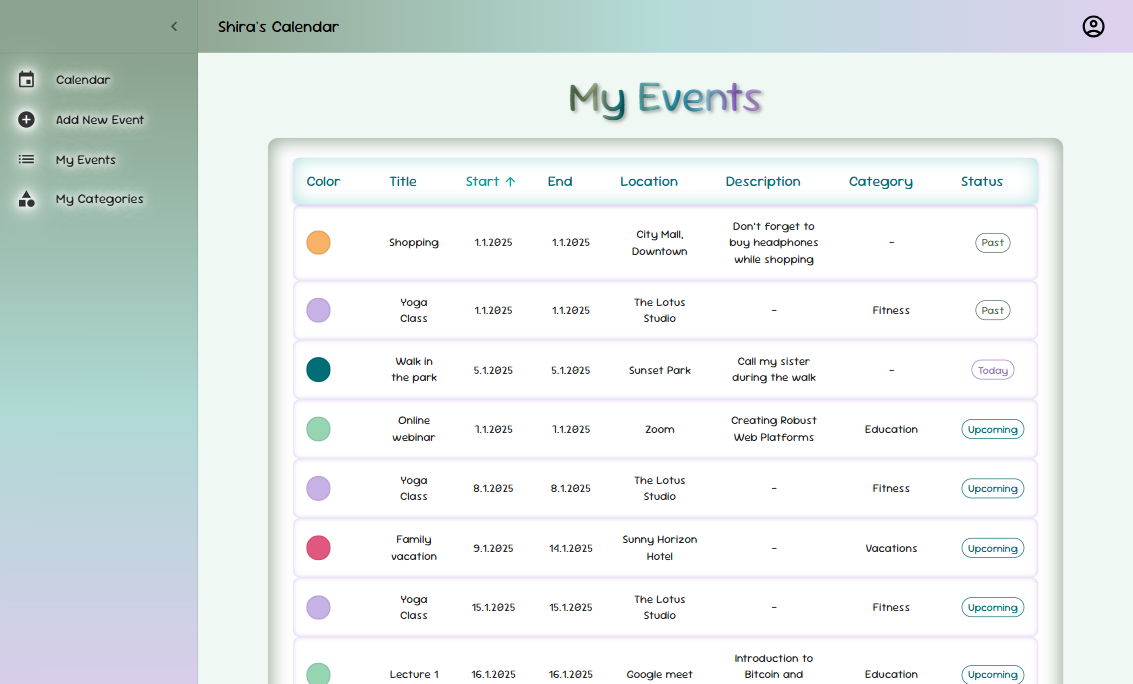 Shira's Calendar
Calendar
Add New Event
My Events
My Categories
My Events
Color Title Start ↑ End Location Description Category Status
Shopping 1.1.2025 1.1.2025 City Mall, Downtown Don't forget to buy headphones while shopping - Past
Yoga Class 1.1.2025 1.1.2025 The Lotus Studio - Fitness Past
Walk in the park 5.1.2025 5.1.2025 Sunset Park Call my sister during the walk - Today
Online webinar 7.1.2025 7.1.2025 Zoom Creating Robust Web Platforms Education Upcoming
Yoga Class 8.1.2025 8.1.2025 The Lotus Studio - Fitness Upcoming
Family vacation 9.1.2025 14.1.2025 Sunny Horizon Hotel - Vacations Upcoming
Yoga Class 15.1.2025 15.1.2025 The Lotus Studio - Fitness Upcoming
Lecture 1 16.1.2025 16.1.2025 Google meet Introduction to Bitcoin and Education Upcoming